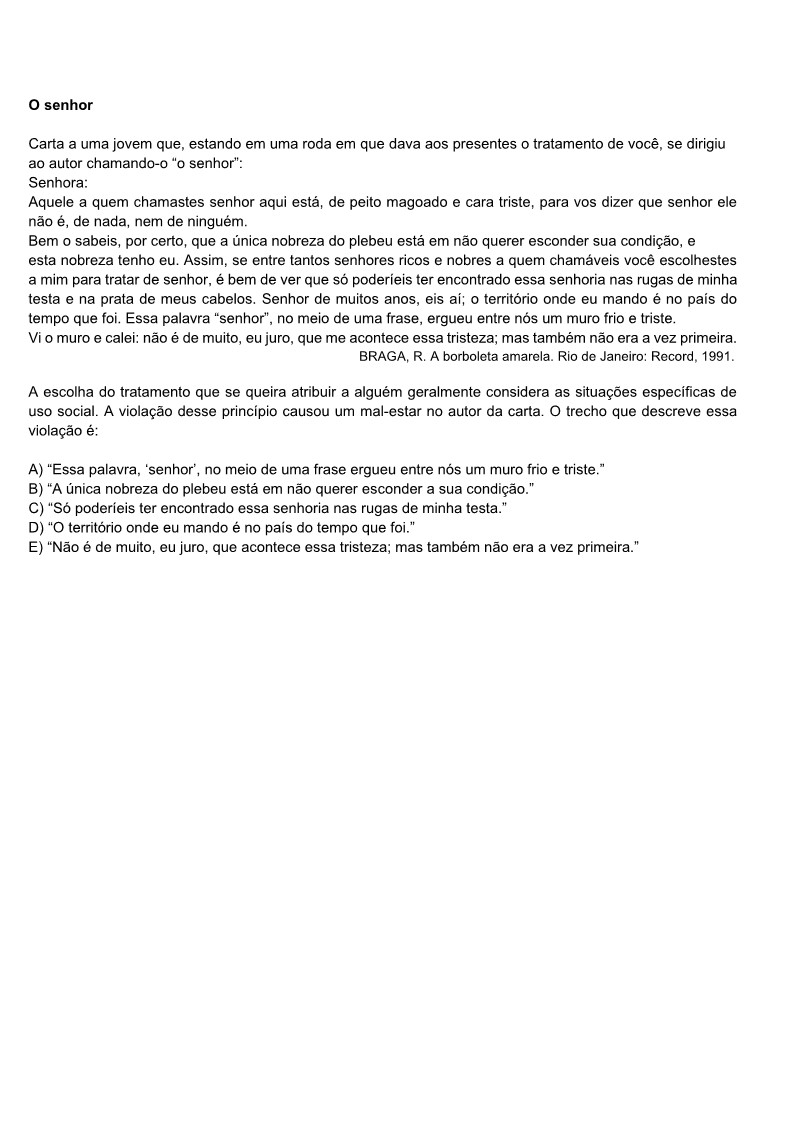 O senhor
Carta a uma jovem que, estando em uma roda em que dava aos presentes o tratamento de você, se dirigiu
ao autor chamando-o “o senhor”:
Senhora:
Aquele a quem chamastes senhor aqui está, de peito magoado e cara triste, para vos dizer que senhor ele
não é, de nada, nem de ninguém.
Bem o sabeis, por certo, que a única nobreza do plebeu está em não querer esconder sua condição, e
esta nobreza tenho eu. Assim, se entre tantos senhores ricos e nobres a quem chamáveis você escolhestes
a mim para tratar de senhor, é bem de ver que só poderíeis ter encontrado essa senhoria nas rugas de minha
testa e na prata de meus cabelos. Senhor de muitos anos, eis aí; o território onde eu mando é no país do
tempo que foi. Essa palavra “senhor”, no meio de uma frase, ergueu entre nós um muro frio e triste.
Vi o muro e calei: não é de muito, eu juro, que me acontece essa tristeza; mas também não era a vez primeira.
BRAGA, R. A borboleta amarela. Rio de Janeiro: Record, 1991.
A escolha do tratamento que se queira atribuir a alguém geralmente considera as situações específicas de
uso social. A violação desse princípio causou um mal-estar no autor da carta. O trecho que descreve essa
violação é:
A) “Essa palavra, ‘senhor’, no meio de uma frase ergueu entre nós um muro frio e triste.”
B) “A única nobreza do plebeu está em não querer esconder a sua condição.”
C) “Só poderíeis ter encontrado essa senhoria nas rugas de minha testa.”
D) “O território onde eu mando é no país do tempo que foi.”
E) “Não é de muito, eu juro, que acontece essa tristeza; mas também não era a vez primeira.”